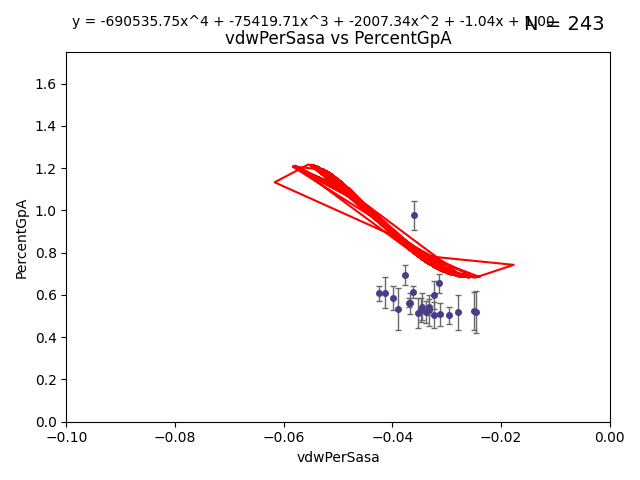 y = -690535.75x^4 + -75419.71x^3 + -2007.34x^2 + -1.04x + 1.00
N = 243
vdwPerSasa vs PercentGpA
PercentGpA
1.6
1.4
1.2
1.0
0.8
0.6
0.4
0.2
0.0
−0.10 −0.08 −0.06 −0.04 −0.02 0.00
vdwPerSasa